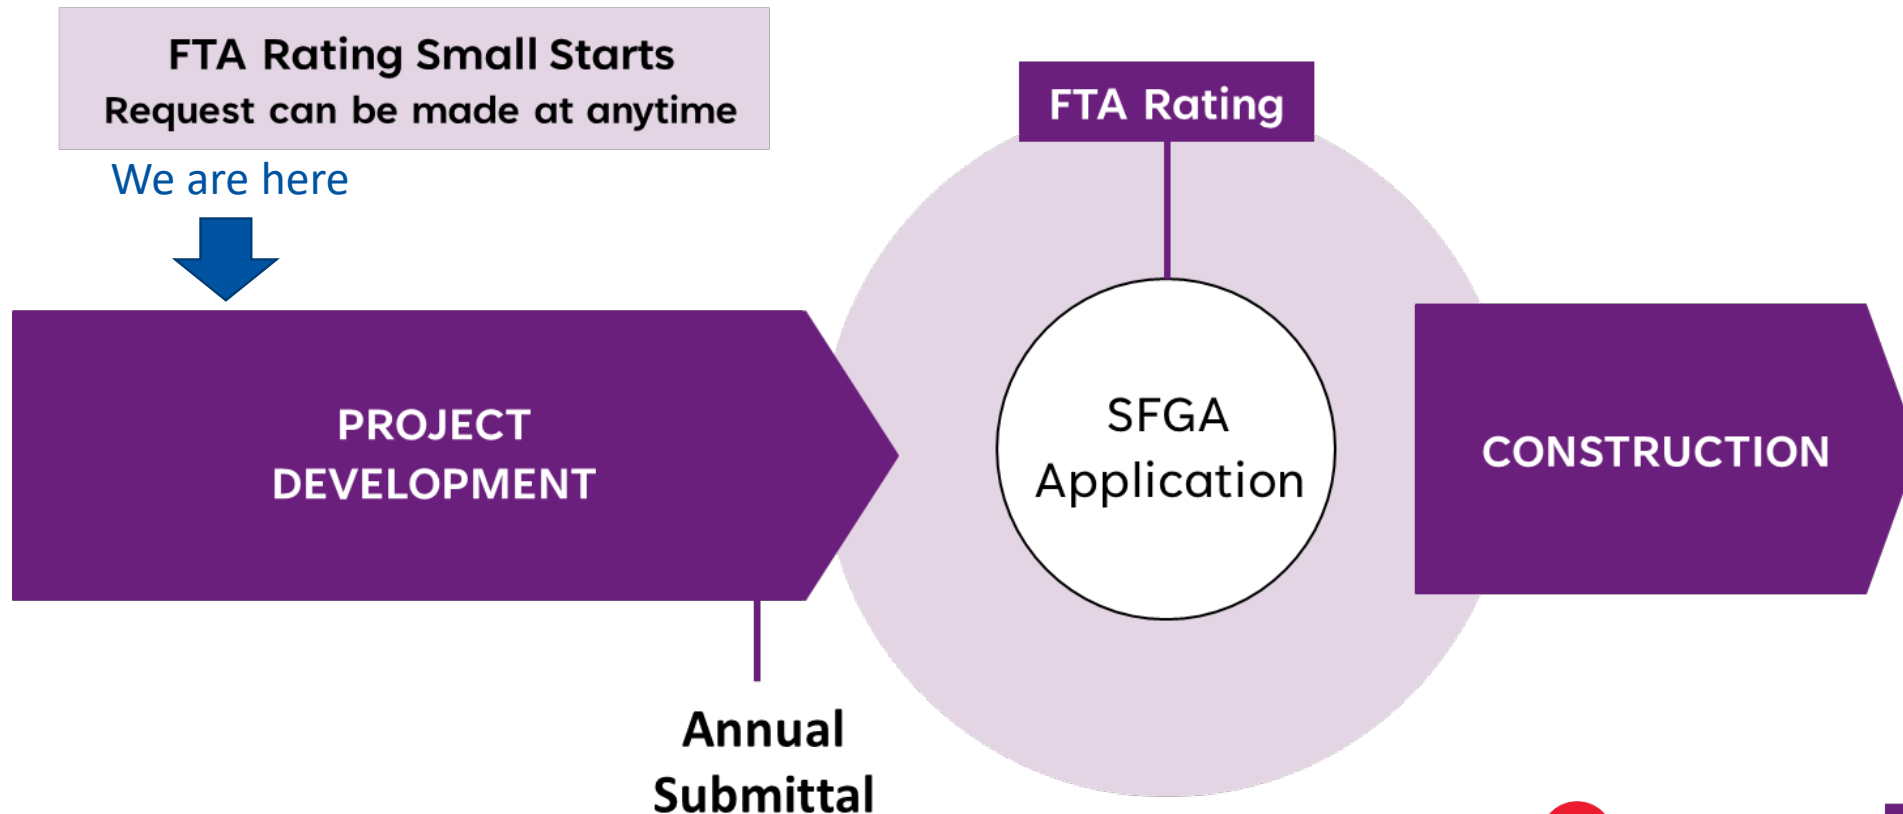 FTA Rating Small Starts
Request can be made at anytime
We are here
FTA Rating
PROJECT
DEVELOPMENT
SFGA
Application
CONSTRUCTION
Annual
Submittal